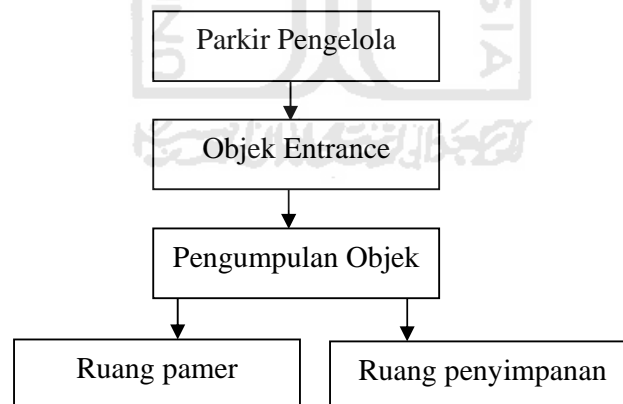 Parkir Pengelola
Objek Entrance
Pengumpulan Objek
Ruang pamer
Ruang penyimpanan